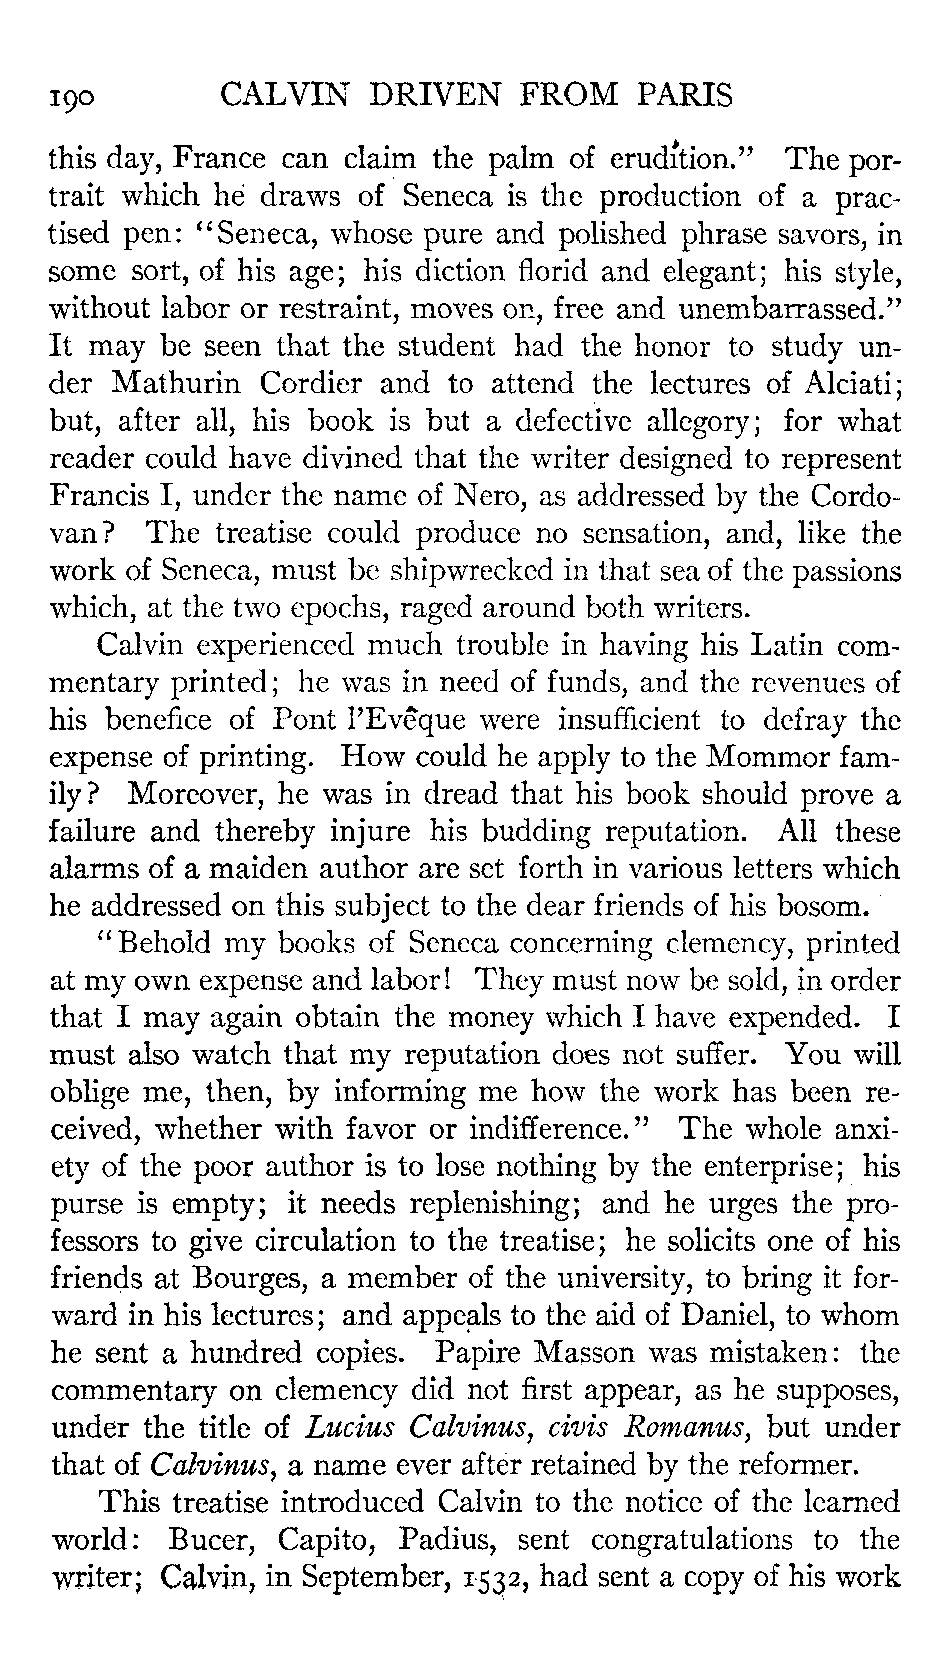 190 CALVIN DRIVEN FROM PARIS
this day, France can claim the palm of erudition.” The por-
trait which he draws of Seneca is the production of a prac-
tised pen: “Seneca, whose pure and polished phrase savors, in
some sort, of his age; his diction florid and elegant; his style,
without labor or restraint, moves on, free and unembarrassed.”
It may be seen that the student had the honor to study un-
der Mathurin Cordier and to attend the lectures of Alciati;
but, after all, his book is but a defective allegory; for what
reader could have divined that the writer designed to represent
Francis I, under the name of Nero, as addressed by the Cordo-
van? The treatise could produce no sensation, and, like the
work of Seneca, must be shipwrecked in that sea of the passions
which, at the two epochs, raged around both writers.
Calvin experienced much trouble in having his Latin com-
mentary printed; he was in need of funds, and the revenues of
his benefice of Pont l’Evêque were insufficient to defray the
expense of printing. How could he apply to the Mommor fam-
ily? Moreover, he was in dread that his book should prove a
failure and thereby injure his budding reputation. All these
alarms of a maiden author are set forth in various letters which
he addressed on this subject to the dear friends of his bosom.
“Behold my books of Seneca concerning clemency, printed
at my own expense and labor! They must now be sold, in order
that I may again obtain the money which I have expended. I
must also watch that my reputation does not suffer. You will
oblige me, then, by informing me how the work has been re-
ceived, whether with favor or indifference.” The whole anxi-
ety of the poor author is to lose nothing by the enterprise; his
purse is empty; it needs replenishing; and he urges the pro-
fessors to give circulation to the treatise; he solicits one of his
friends at Bourges, a member of the university, to bring it for-
ward in his lectures; and appeals to the aid of Daniel, to whom
he sent a hundred copies. Papire Masson was mistaken: the
commentary on clemency did not first appear, as he supposes,
under the title of Lucius Calvinus, civis Romanus, but under
that of Calvinus, a name ever after retained by the reformer.
This treatise introduced Calvin to the notice of the learned
world: Bucer, Capito, Padius, sent congratulations to the
writer; Calvin, in September, 1532, had sent a copy of his work